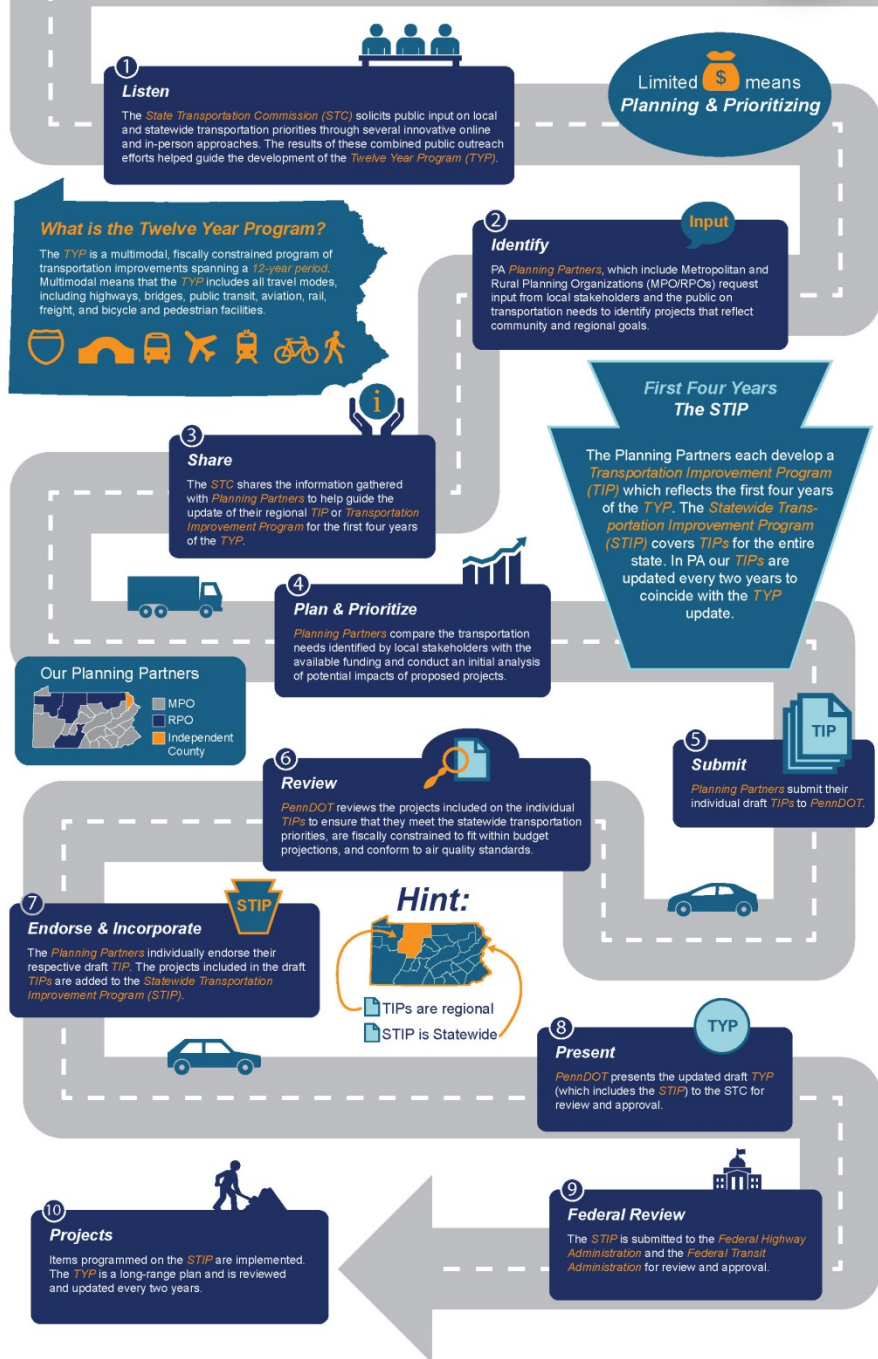 1
Listen
The State Transportation Commission (STC) solicits public input on local
and statewide transportation priorities through several innovative online
and in-person approaches. The results of these combined public outreach
efforts helped guide the development of the Twelve Year Program (TYP).
Limited $ means
Planning & Prioritizing
What is the Twelve Year Program?
The TYP is a multimodal, fiscally constrained program of
transportation improvements spanning a 12-year period.
Multimodal means that the TYP includes all travel modes,
including highways, bridges, public transit, aviation, rail,
freight, and bicycle and pedestrian facilities.
Input
2
Identify
PA Planning Partners, which include Metropolitan and
Rural Planning Organizations (MPO/RPOs) request
input from local stakeholders and the public on
transportation needs to identify projects that reflect
community and regional goals.
First Four Years
The STIP
The Planning Partners each develop a
Transportation Improvement Program
(TIP) which reflects the first four years
of the TYP. The Statewide Trans-
portation Improvement Program
(STIP) covers TIPs for the entire
state. In PA our TIPs are
updated every two years to
coincide with the TYP
update.
i
3
Share
The STC shares the information gathered
with Planning Partners to help guide the
update of their regional TIP or Transportation
Improvement Program for the first four years
of the TYP.
4
Plan & Prioritize
Planning Partners compare the transportation
needs identified by local stakeholders with the
available funding and conduct an initial analysis
of potential impacts of proposed projects.
Our Planning Partners
MPO
RPO
Independent
County
TIP
5
Submit
Planning Partners submit their
individual draft TIPs to PennDOT.
6
Review
PennDOT reviews the projects included on the individual
TIPs to ensure that they meet the statewide transportation
priorities, are fiscally constrained to fit within budget
projections, and conform to air quality standards.
STIP
7
Endorse & Incorporate
The Planning Partners individually endorse their
respective draft TIP. The projects included in the draft
TIPs are added to the Statewide Transportation
Improvement Program (STIP).
Hint:
TIPs are regional
STIP is Statewide
TYP
8
Present
PennDOT presents the updated draft TYP
(which includes the STIP) to the STC for
review and approval.
9
Federal Review
The STIP is submitted to the Federal Highway
Administration and the Federal Transit
Administration for review and approval.
10
Projects
Items programmed on the STIP are implemented.
The TYP is a long-range plan and is reviewed
and updated every two years.